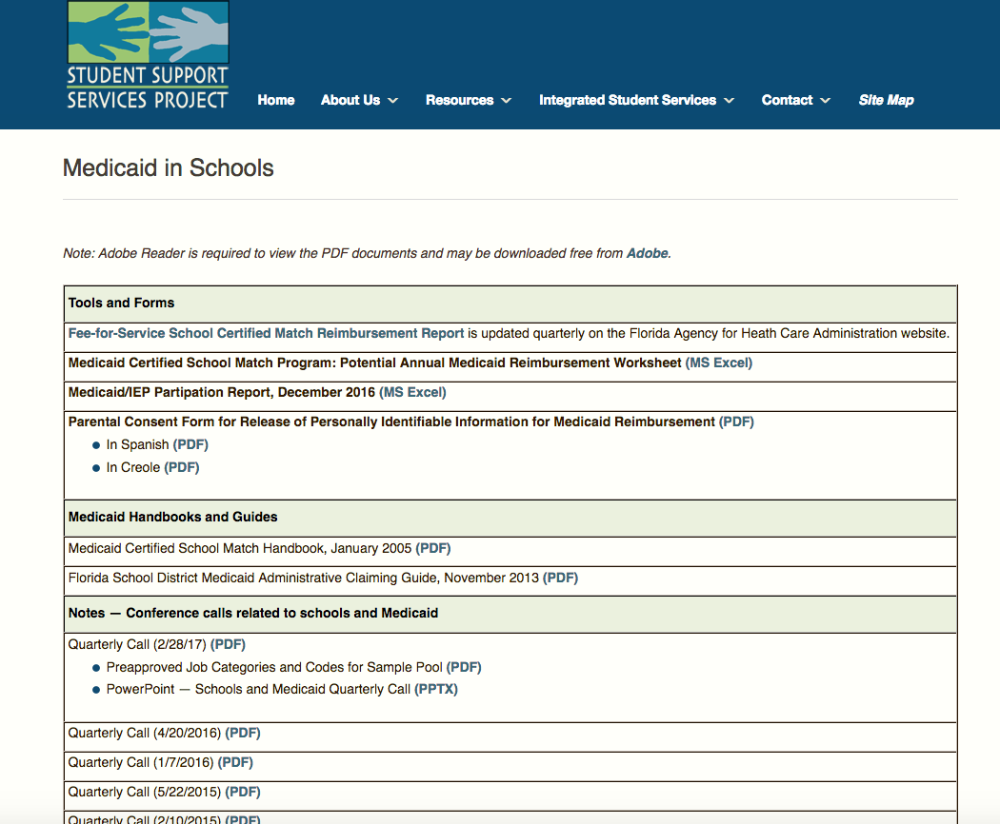 STUDENT SUPPORT
SERVICES PROJECT
Home About Us Resources Integrated Student Services Contact Site Map
Medicaid in Schools
Note: Adobe Reader is required to view the PDF documents and may be downloaded free from Adobe.
Tools and Forms
Fee-for-Service School Certified Match Reimbursement Report is updated quarterly on the Florida Agency for Heath Care Administration website.
Medicaid Certified School Match Program: Potential Annual Medicaid Reimbursement Worksheet (MS Excel)
Medicaid/IEP Partipation Report, December 2016 (MS Excel)
Parental Consent Form for Release of Personally Identifiable Information for Medicaid Reimbursement (PDF)
● In Spanish (PDF)
● In Creole (PDF)
Medicaid Handbooks and Guides
Medicaid Certified School Match Handbook, January 2005 (PDF)
Florida School District Medicaid Administrative Claiming Guide, November 2013 (PDF)
Notes — Conference calls related to schools and Medicaid
Quarterly Call (2/28/17) (PDF)
● Preapproved Job Categories and Codes for Sample Pool (PDF)
● PowerPoint — Schools and Medicaid Quarterly Call (PPTX)
Quarterly Call (4/20/2016) (PDF)
Quarterly Call (1/7/2016) (PDF)
Quarterly Call (5/22/2015) (PDF)
Quarterly Call (2/10/2015) (PDF)